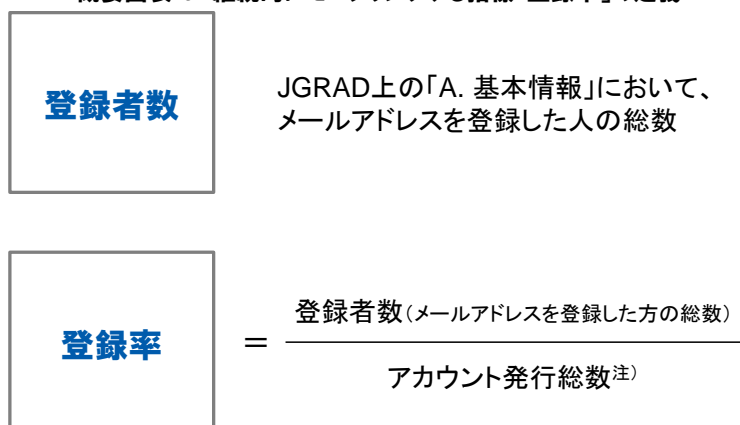 登録者数
JGRAD上の「A. 基本情報」において、
メールアドレスを登録した人の総数
登録率
＝
登録者数（メールアドレスを登録した方の総数）
アカウント発行総数注）